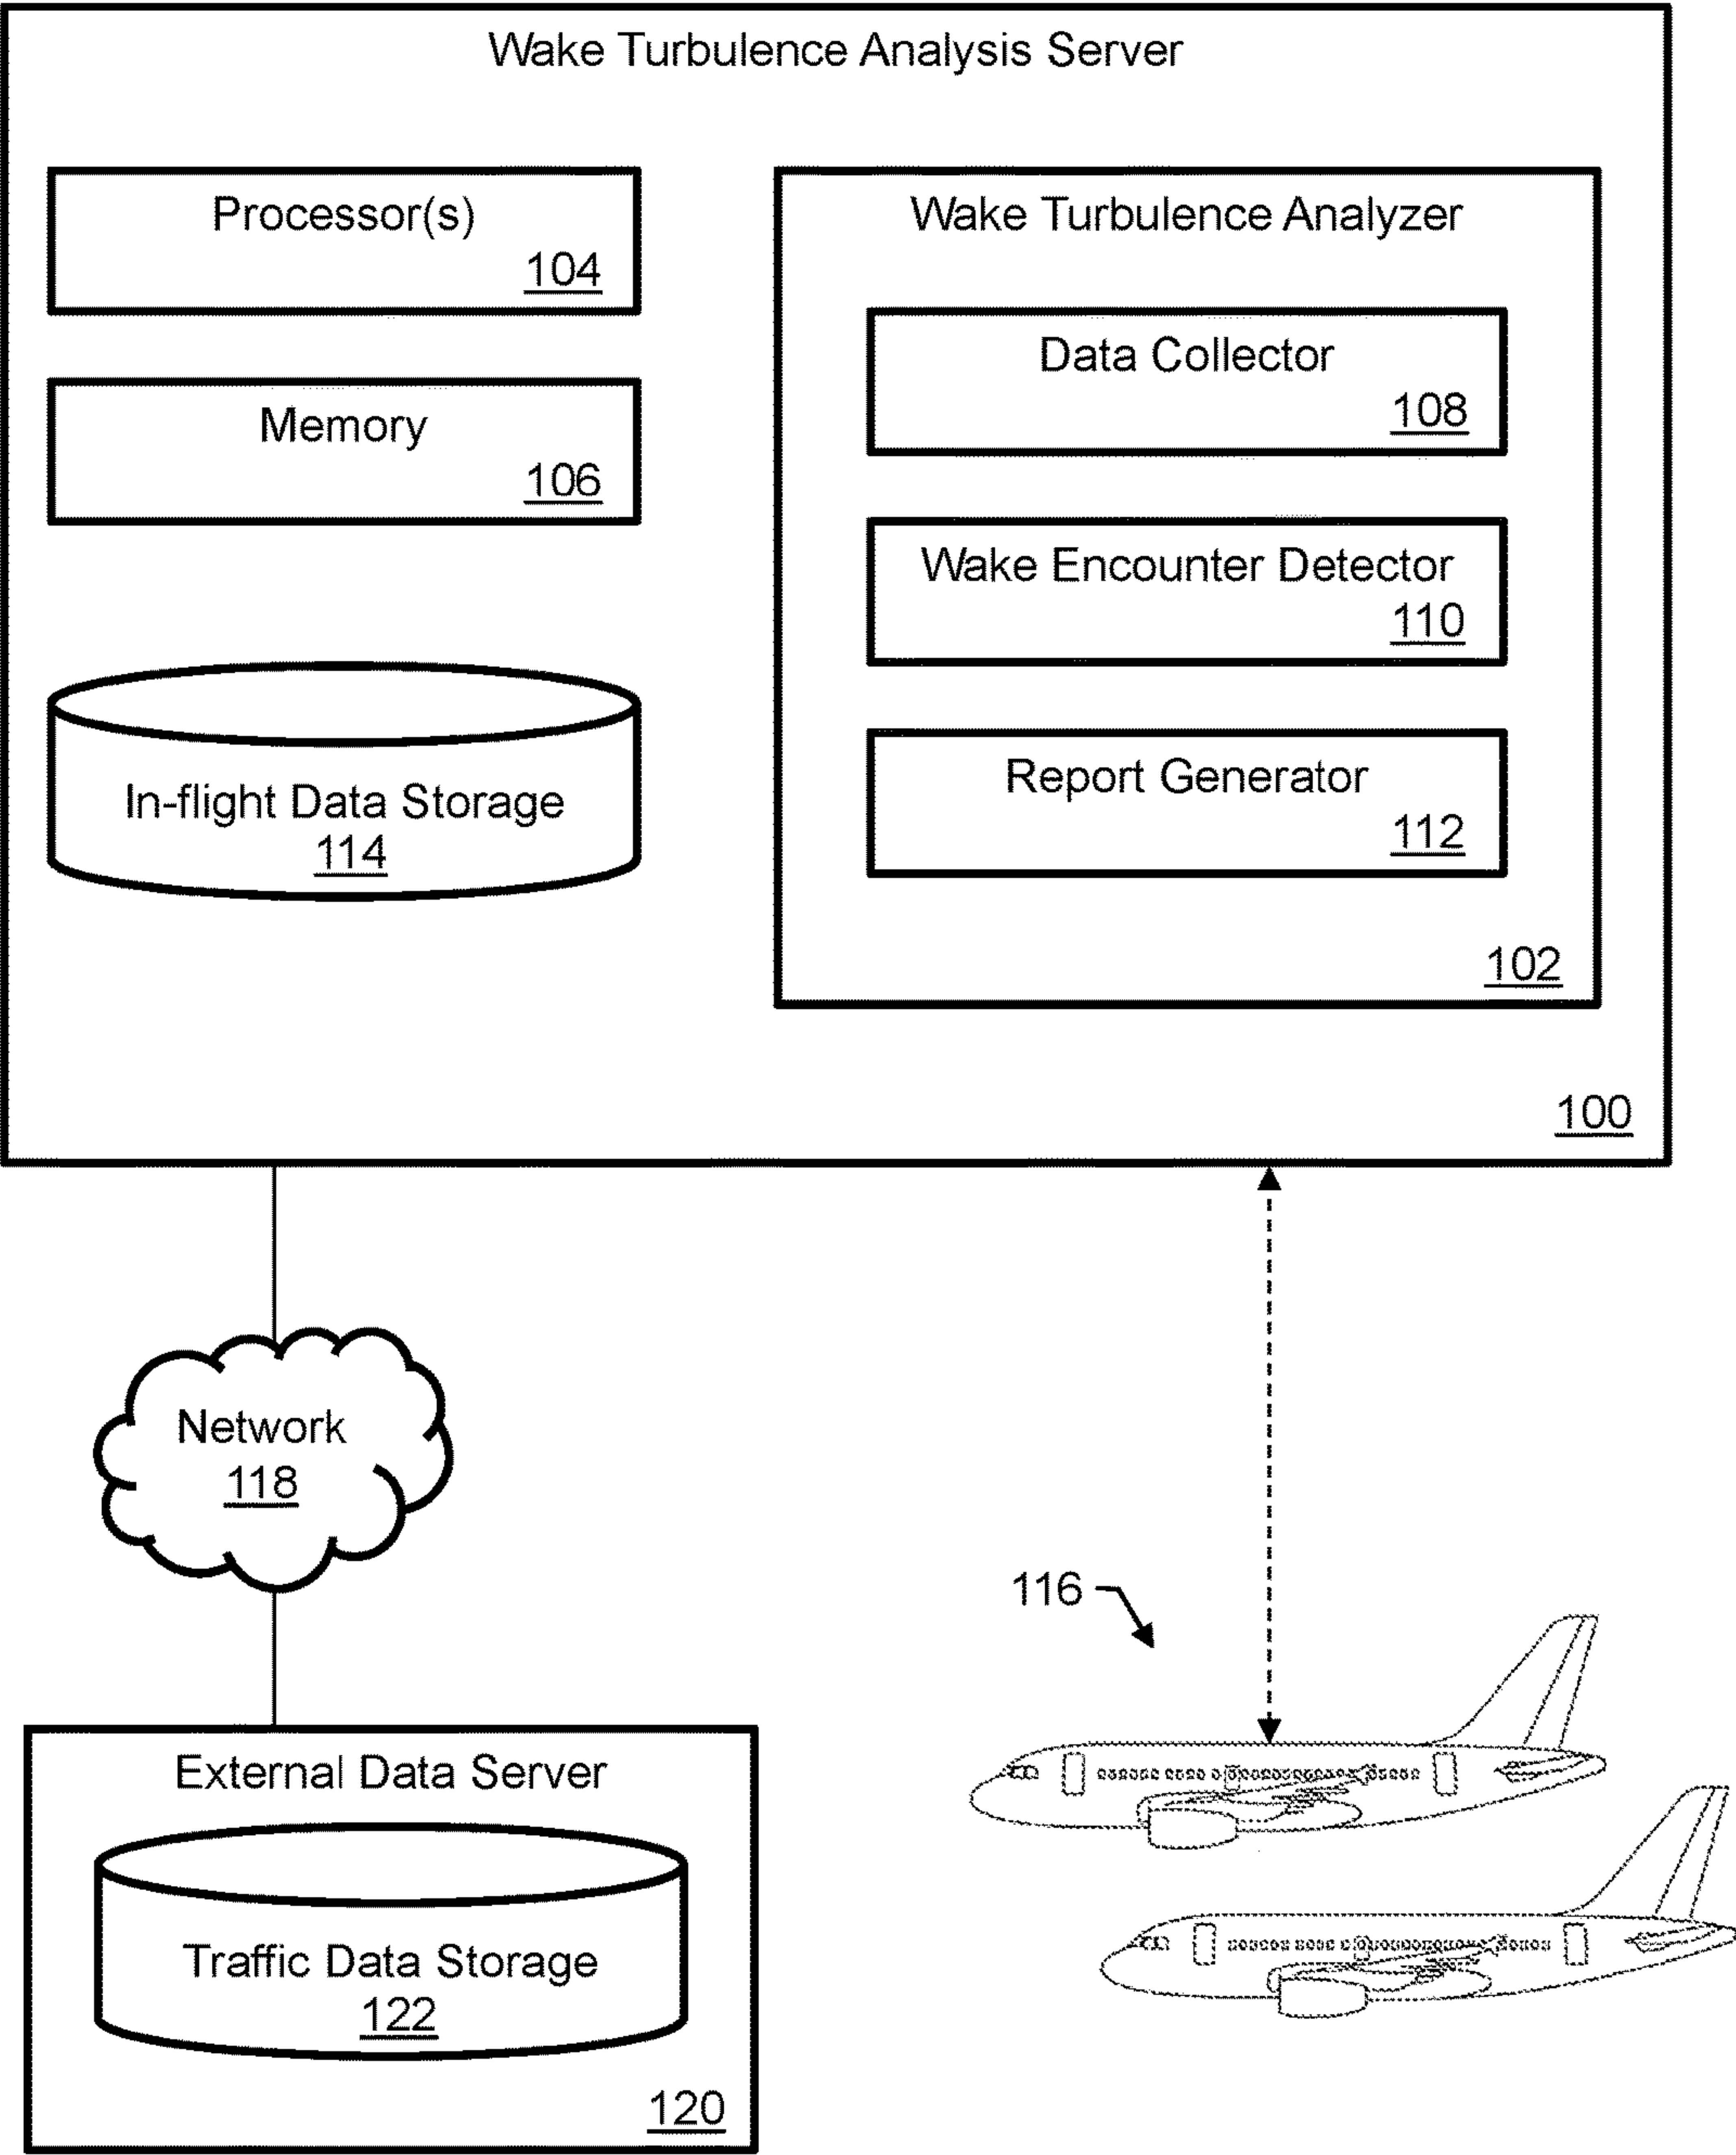 Wake Turbulence Analysis Server
Processor(s)
104
Memory
106
In-flight Data Storage
114
Wake Turbulence Analyzer
Data Collector
108
Wake Encounter Detector
110
Report Generator
112
102
100
Network
118
116
External Data Server
Traffic Data Storage
122
120